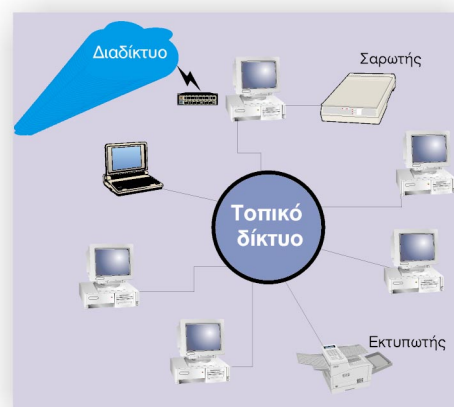 Διαδίκτυο
Σαρωτής
Τοπικό
δίκτυο
Εκτυπωτής